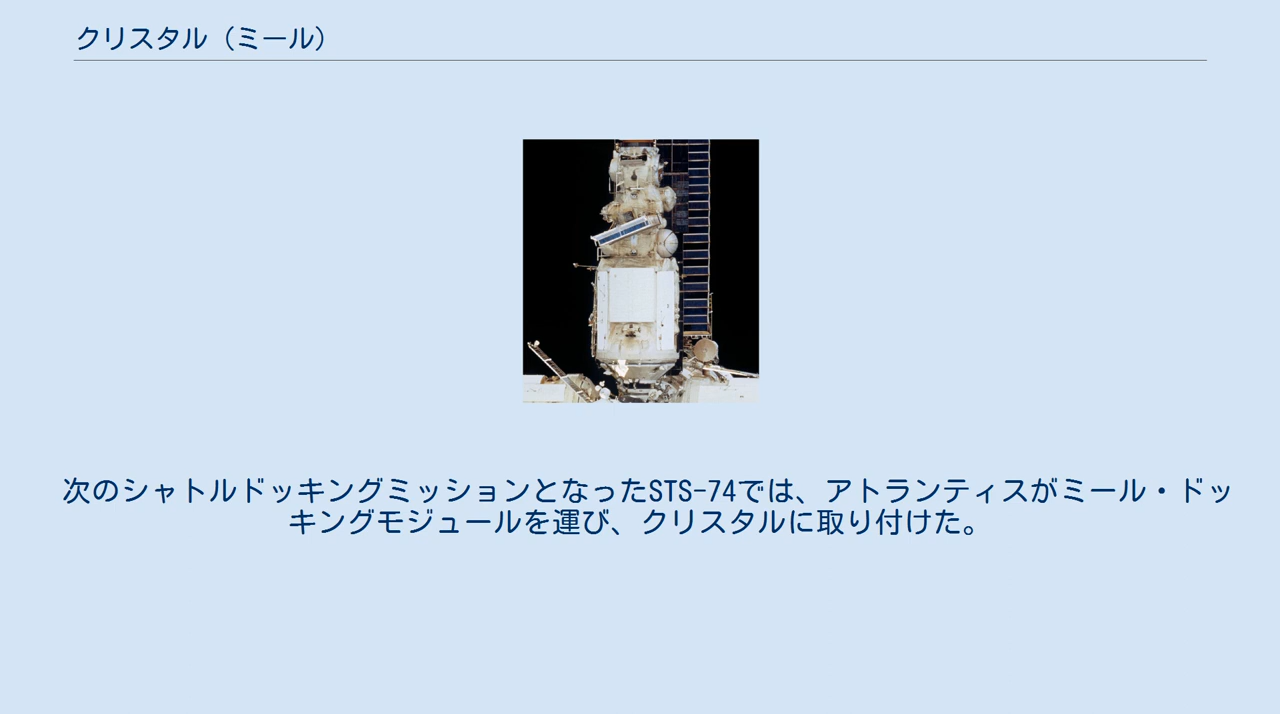 クリスタル（ミール）
次のシャトルドッキングミッションとなったSTS-74では、アトランティスがミール・ドッ
キングモジュールを運び、クリスタルに取り付けた。